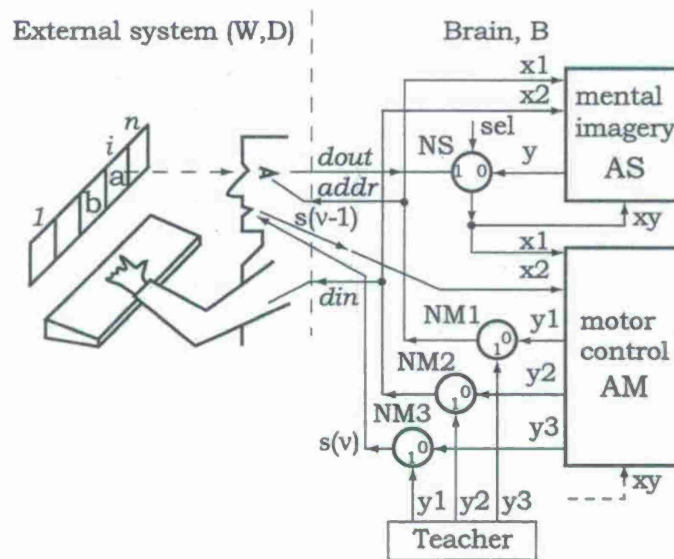 External system (W,D)
Brain, B
x1
x2
mental
imagery
AS
sel
NS
1 0
y
xy
n
i
a
b
1
dout
addr
s(ν-1)
din
x1
x2
motor
control
AM
NM1
1 0
y1
NM2
1 0
y2
NM3
1 0
y3
s(ν)
xy
y1 y2 y3
Teacher